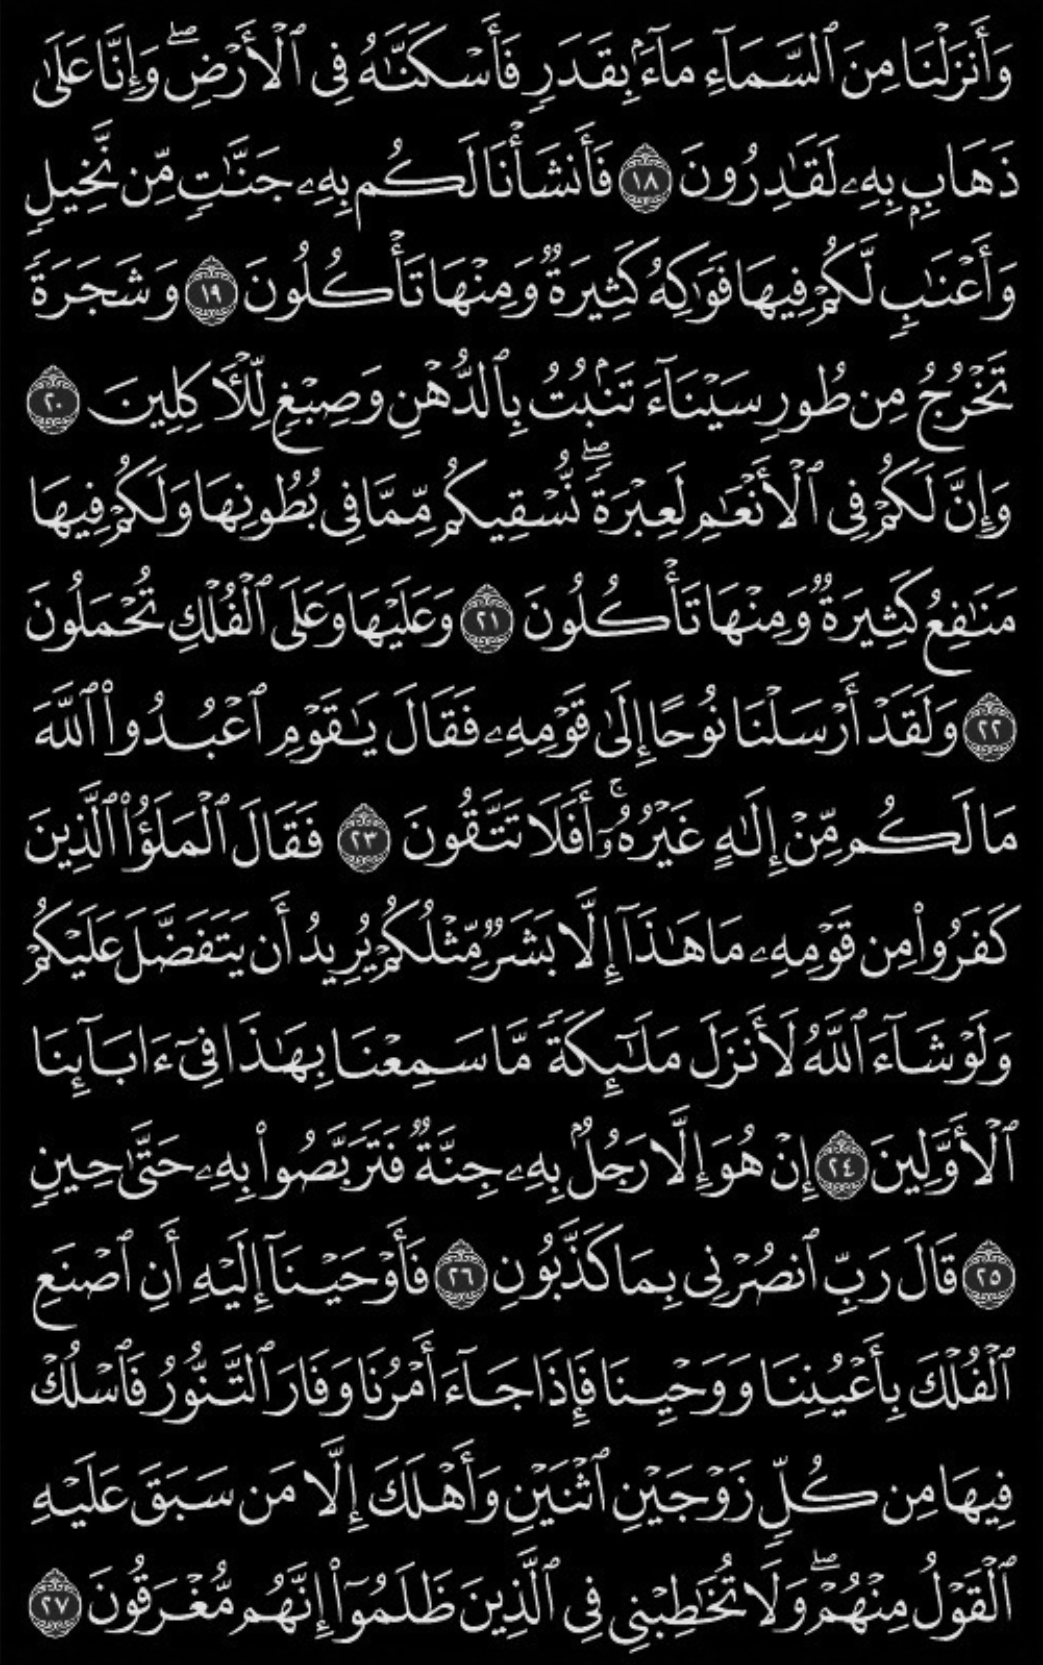 وَأَنزَلْنَا مِنَ ٱلسَّمَآءِ مَآءًۢ بِقَدَرٍ فَأَسْكَنَّٰهُ فِى ٱلْأَرْضِ ۖ وَإِنَّا عَلَىٰ
ذَهَابٍۭ بِهِۦ لَقَٰدِرُونَ ١٨ فَأَنشَأْنَا لَكُم بِهِۦ جَنَّٰتٍ مِّن نَّخِيلٍ
وَأَعْنَٰبٍ لَّكُمْ فِيهَا فَوَٰكِهُ كَثِيرَةٌ وَمِنْهَا تَأْكُلُونَ ١٩ وَشَجَرَةً
تَخْرُجُ مِن طُورِ سَيْنَآءَ تَنۢبُتُ بِٱلدُّهْنِ وَصِبْغٍ لِّلْـَٔاكِلِينَ ٢٠
وَإِنَّ لَكُمْ فِى ٱلْأَنْعَٰمِ لَعِبْرَةً ۖ نُّسْقِيكُم مِّمَّا فِى بُطُونِهَا وَلَكُمْ فِيهَا
مَنَٰفِعُ كَثِيرَةٌ وَمِنْهَا تَأْكُلُونَ ٢١ وَعَلَيْهَا وَعَلَى ٱلْفُلْكِ تُحْمَلُونَ
٢٢ وَلَقَدْ أَرْسَلْنَا نُوحًا إِلَىٰ قَوْمِهِۦ فَقَالَ يَٰقَوْمِ ٱعْبُدُوا۟ ٱللَّهَ
مَا لَكُم مِّنْ إِلَٰهٍ غَيْرُهُۥٓ ۚ أَفَلَا تَتَّقُونَ ٢٣ فَقَالَ ٱلْمَلَؤُا۟ ٱلَّذِينَ
كَفَرُوا۟ مِن قَوْمِهِۦ مَا هَٰذَآ إِلَّا بَشَرٌ مِّثْلُكُمْ يُرِيدُ أَن يَتَفَضَّلَ عَلَيْكُمْ
وَلَوْ شَآءَ ٱللَّهُ لَأَنزَلَ مَلَٰٓئِكَةً مَّا سَمِعْنَا بِهَٰذَا فِىٓ ءَابَآئِنَا
ٱلْأَوَّلِينَ ٢٤ إِنْ هُوَ إِلَّا رَجُلٌۢ بِهِۦ جِنَّةٌ فَتَرَبَّصُوا۟ بِهِۦ حَتَّىٰ حِينٍ
٢٥ قَالَ رَبِّ ٱنصُرْنِى بِمَا كَذَّبُونِ ٢٦ فَأَوْحَيْنَآ إِلَيْهِ أَنِ ٱصْنَعِ
ٱلْفُلْكَ بِأَعْيُنِنَا وَوَحْيِنَا فَإِذَا جَآءَ أَمْرُنَا وَفَارَ ٱلتَّنُّورُ فَٱسْلُكْ
فِيهَا مِن كُلٍّ زَوْجَيْنِ ٱثْنَيْنِ وَأَهْلَكَ إِلَّا مَن سَبَقَ عَلَيْهِ
ٱلْقَوْلُ مِنْهُمْ ۖ وَلَا تُخَٰطِبْنِى فِى ٱلَّذِينَ ظَلَمُوٓا۟ إِنَّهُم مُّغْرَقُونَ ٢٧